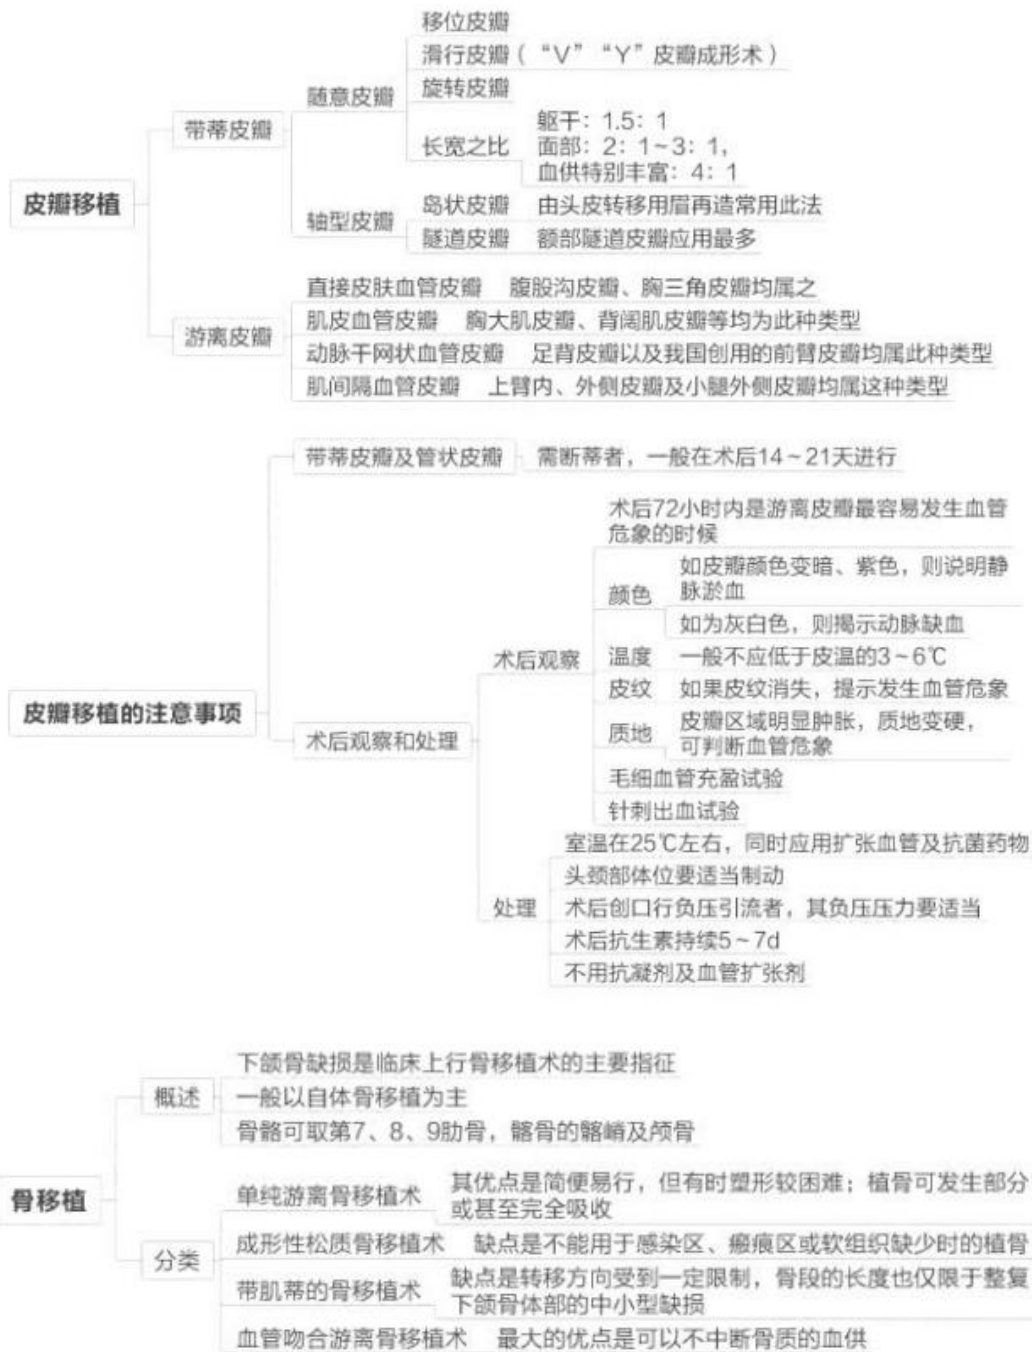 皮瓣移植
带蒂皮瓣
随意皮瓣
移位皮瓣
滑行皮瓣（“V”“Y”皮瓣成形术）
旋转皮瓣
长宽之比
躯干：1.5：1
面部：2：1~3：1，
血供特别丰富：4：1
轴型皮瓣
岛状皮瓣 由头皮转移用眉再造常用此法
隧道皮瓣 额部隧道皮瓣应用最多
游离皮瓣
直接皮肤血管皮瓣 腹股沟皮瓣、胸三角皮瓣均属之
肌皮血管皮瓣 胸大肌皮瓣、背阔肌皮瓣等均为此种类型
动脉干网状血管皮瓣 足背皮瓣以及我国创用的前臂皮瓣均属此种类型
肌间隔血管皮瓣 上臂内、外侧皮瓣及小腿外侧皮瓣均属这种类型
皮瓣移植的注意事项
带蒂皮瓣及管状皮瓣 需断蒂者，一般在术后14~21天进行
术后观察和处理
术后观察
术后72小时内是游离皮瓣最容易发生血管
危象的时候
颜色
如皮瓣颜色变暗、紫色，则说明静
脉淤血
如为灰白色，则揭示动脉缺血
温度 一般不应低于皮温的3~6℃
皮纹 如果皮纹消失，提示发生血管危象
质地
皮瓣区域明显肿胀，质地变硬，
可判断血管危象
毛细血管充盈试验
针刺出血试验
处理
室温在25℃左右，同时应用扩张血管及抗菌药物
头颈部体位要适当制动
术后创口行负压引流者，其负压压力要适当
术后抗生素持续5~7d
不用抗凝剂及血管扩张剂
骨移植
概述
下颌骨缺损是临床上行骨移植术的主要指征
一般以自体骨移植为主
骨骼可取第7、8、9肋骨，髂骨的髂嵴及颅骨
分类
单纯游离骨移植术
其优点是简便易行，但有时塑形较困难；植骨可发生部分
或甚至完全吸收
成形性松质骨移植术 缺点是不能用于感染区、瘢痕区或软组织缺少时的植骨
带肌蒂的骨移植术
缺点是转移方向受到一定限制，骨段的长度也仅限于整复
下颌骨体部的中小型缺损
血管吻合游离骨移植术 最大的优点是可以不中断骨质的血供